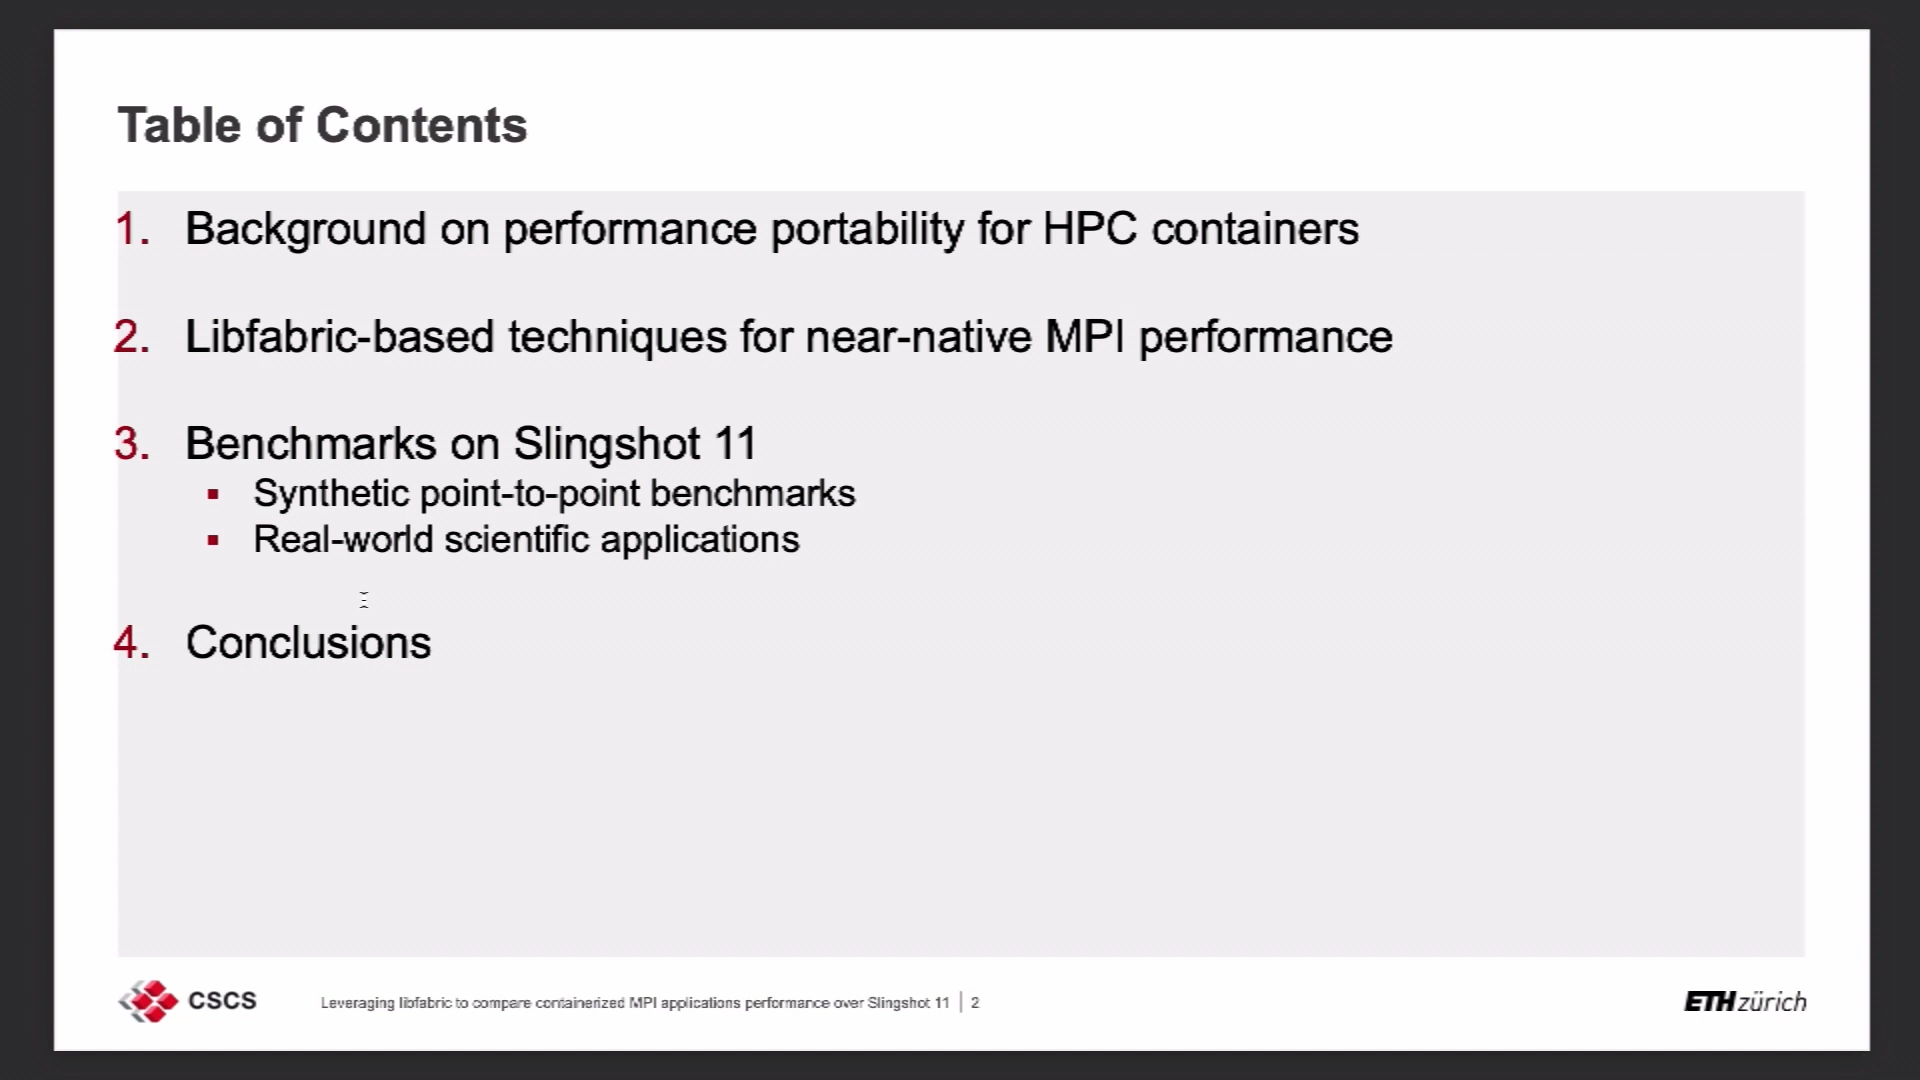 Table of Contents
1. Background on performance portability for HPC containers
2. Libfabric-based techniques for near-native MPI performance
3. Benchmarks on Slingshot 11
▪ Synthetic point-to-point benchmarks
▪ Real-world scientific applications
4. Conclusions
CSCS
Leveraging libfabric to compare containerized MPI applications performance over Slingshot 11 | 2
ETH zürich